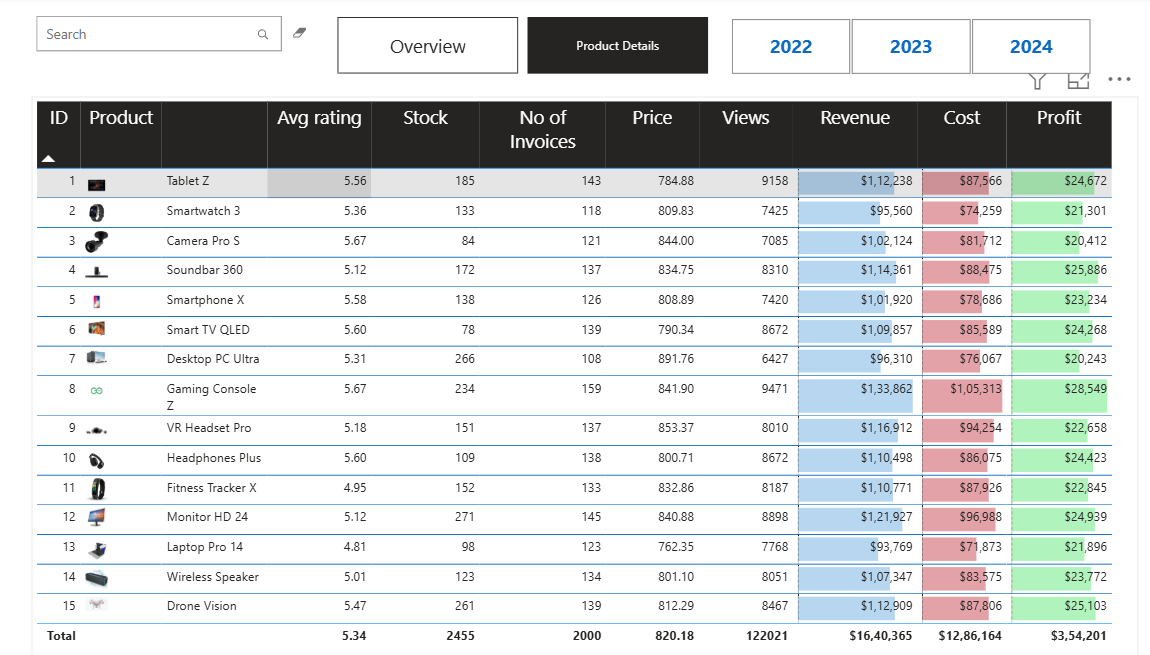 Search
Overview
Product Details
2022
2023
2024
ID Product Avg rating Stock No of Invoices Price Views Revenue Cost Profit
1 Tablet Z 5.56 185 143 784.88 9158 $1,12,238 $87,566 $24,672
2 Smartwatch 3 5.36 133 118 809.83 7425 $95,560 $74,259 $21,301
3 Camera Pro S 5.67 84 121 844.00 7085 $1,02,124 $81,712 $20,412
4 Soundbar 360 5.12 172 137 834.75 8310 $1,14,361 $88,475 $25,886
5 Smartphone X 5.58 138 126 808.89 7420 $1,01,920 $78,686 $23,234
6 Smart TV QLED 5.60 78 139 790.34 8672 $1,09,857 $85,589 $24,268
7 Desktop PC Ultra 5.31 266 108 891.76 6427 $96,310 $76,067 $20,243
8 Gaming Console Z 5.67 234 159 841.90 9471 $1,33,862 $1,05,313 $28,549
9 VR Headset Pro 5.18 151 137 853.37 8010 $1,16,912 $94,254 $22,658
10 Headphones Plus 5.60 109 138 800.71 8672 $1,10,498 $86,075 $24,423
11 Fitness Tracker X 4.95 152 133 832.86 8187 $1,10,771 $87,926 $22,845
12 Monitor HD 24 5.12 271 145 840.88 8898 $1,21,927 $96,988 $24,939
13 Laptop Pro 14 4.81 98 123 762.35 7768 $93,769 $71,873 $21,896
14 Wireless Speaker 5.01 123 134 801.10 8051 $1,07,347 $83,575 $23,772
15 Drone Vision 5.47 261 139 812.29 8467 $1,12,909 $87,806 $25,103
Total 5.34 2455 2000 820.18 122021 $16,40,365 $12,86,164 $3,54,201